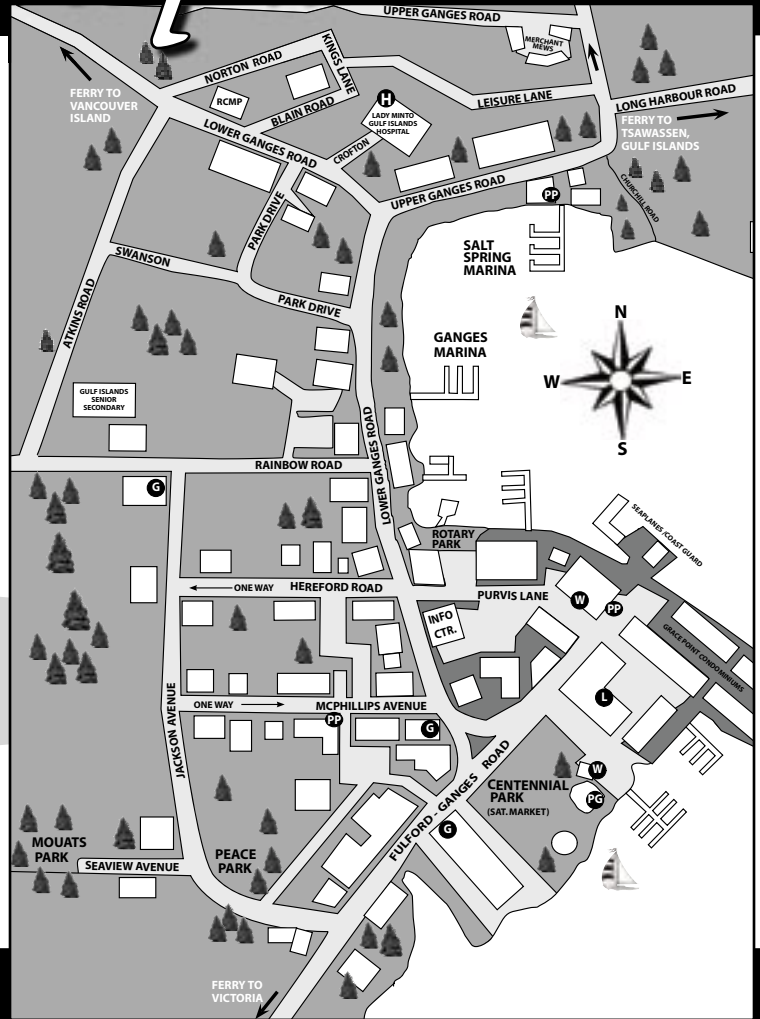 UPPER GANGES ROAD
MERCHANT
MEWS
KINGS LANE
NORTON ROAD
FERRY TO
VANCOUVER
ISLAND
RCMP
BLAIN ROAD
H
LADY MINTO
GULF ISLANDS
HOSPITAL
LEISURE LANE
LONG HARBOUR ROAD
FERRY TO
TSAWASSEN,
GULF ISLANDS
LOWER GANGES ROAD
CROFTON
UPPER GANGES ROAD
PP
CHURCHILL ROAD
PARK DRIVE
SWANSON
SALT
SPRING
MARINA
PARK DRIVE
ATKINS ROAD
GANGES
MARINA
N
W
E
S
GULF ISLANDS
SENIOR
SECONDARY
LOWER GANGES ROAD
RAINBOW ROAD
G
SEAPLANES/COAST GUARD
ROTARY
PARK
ONE WAY
HEREFORD ROAD
PURVIS LANE
W
PP
INFO
CTR.
GRACE POINT CONDOMINIUMS
L
JACKSON AVENUE
ONE WAY
MCPHILLIPS AVENUE
PP
G
FULFORD - GANGES ROAD
W
CENTENNIAL
PARK
(SAT. MARKET)
PG
G
MOUATS
PARK
SEAVIEW AVENUE
PEACE
PARK
FERRY TO
VICTORIA